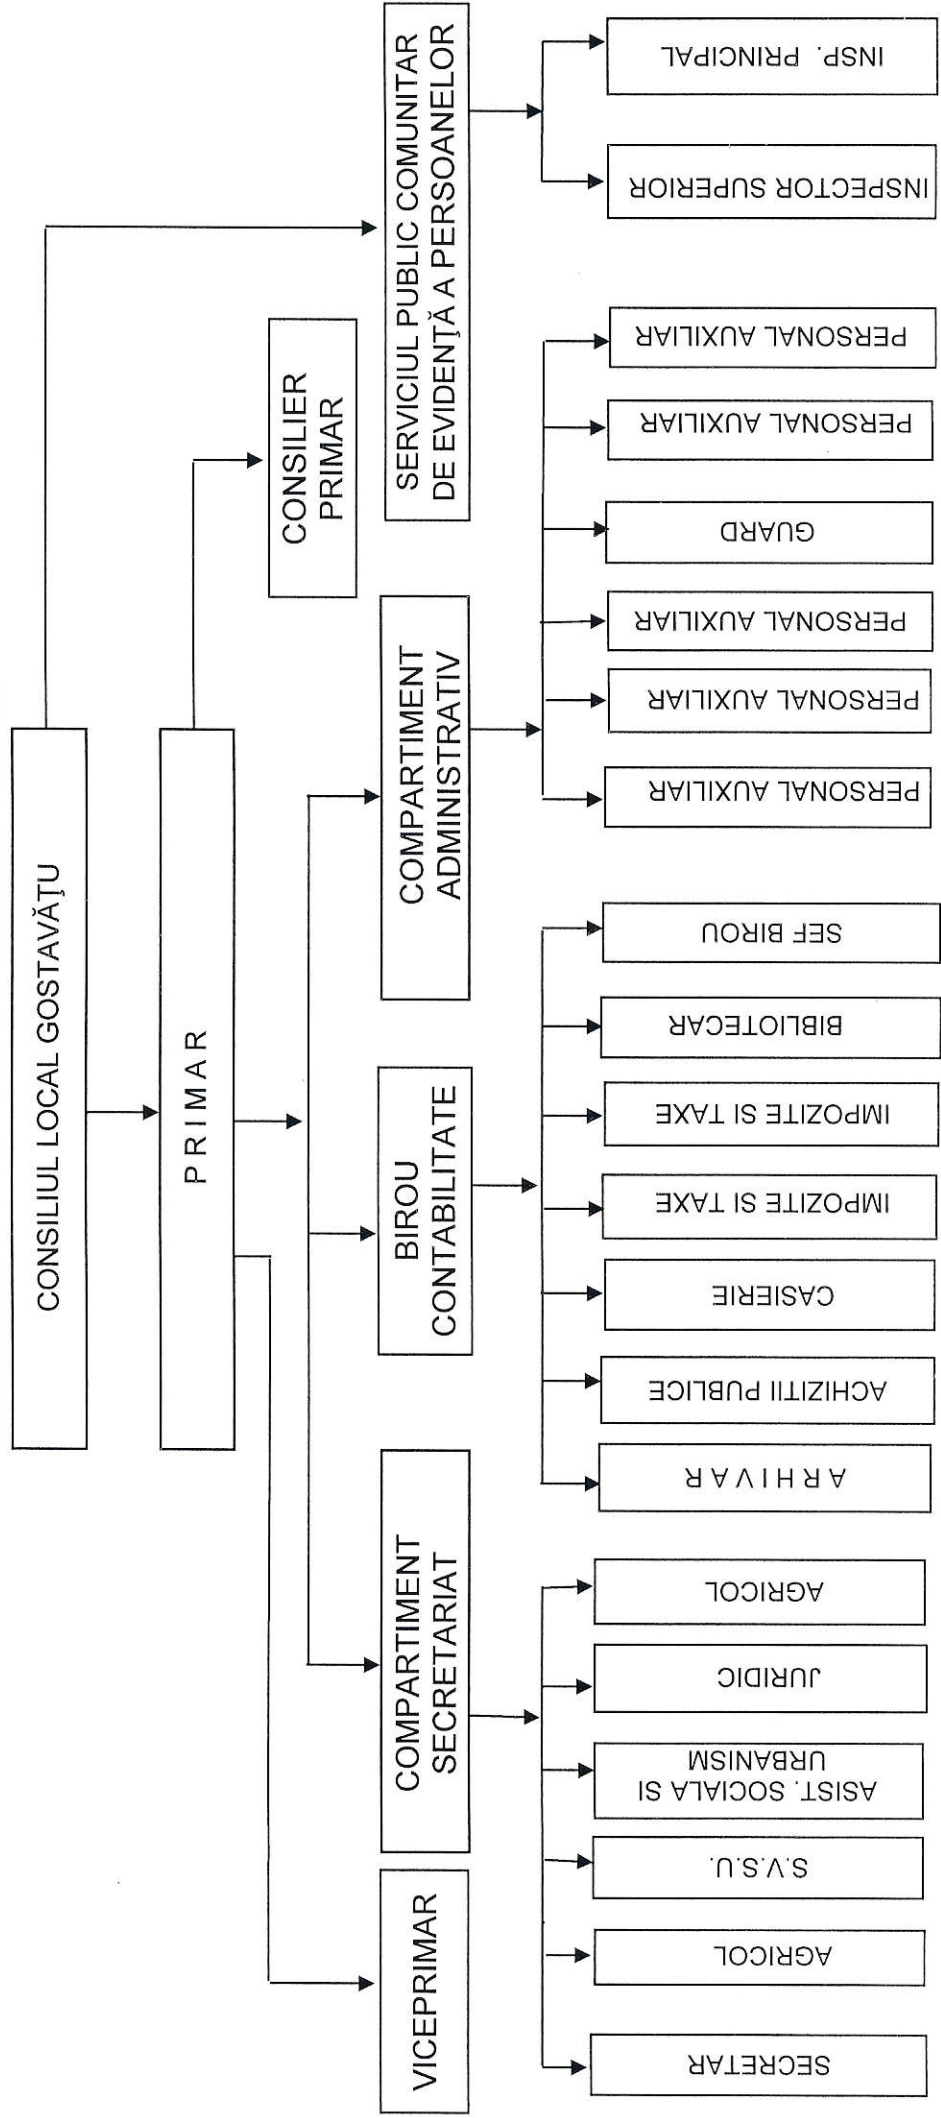 CONSILIUL LOCAL GOSTAVĂŢU
P R I M A R
CONSILIER
PRIMAR
VICEPRIMAR
COMPARTIMENT
SECRETARIAT
BIROU
CONTABILITATE
COMPARTIMENT
ADMINISTRATIV
SERVICIUL PUBLIC COMUNITAR
DE EVIDENŢĂ A PERSOANELOR
SECRETAR
AGRICOL
S.V.S.U.
ASIST. SOCIALA SI
URBANISM
JURIDIC
AGRICOL
A R H I V A R
ACHIZITII PUBLICE
CASIERIE
IMPOZITE SI TAXE
IMPOZITE SI TAXE
BIBLIOTECAR
SEF BIROU
PERSONAL AUXILIAR
PERSONAL AUXILIAR
PERSONAL AUXILIAR
GUARD
PERSONAL AUXILIAR
PERSONAL AUXILIAR
INSPECTOR SUPERIOR
INSP. PRINCIPAL